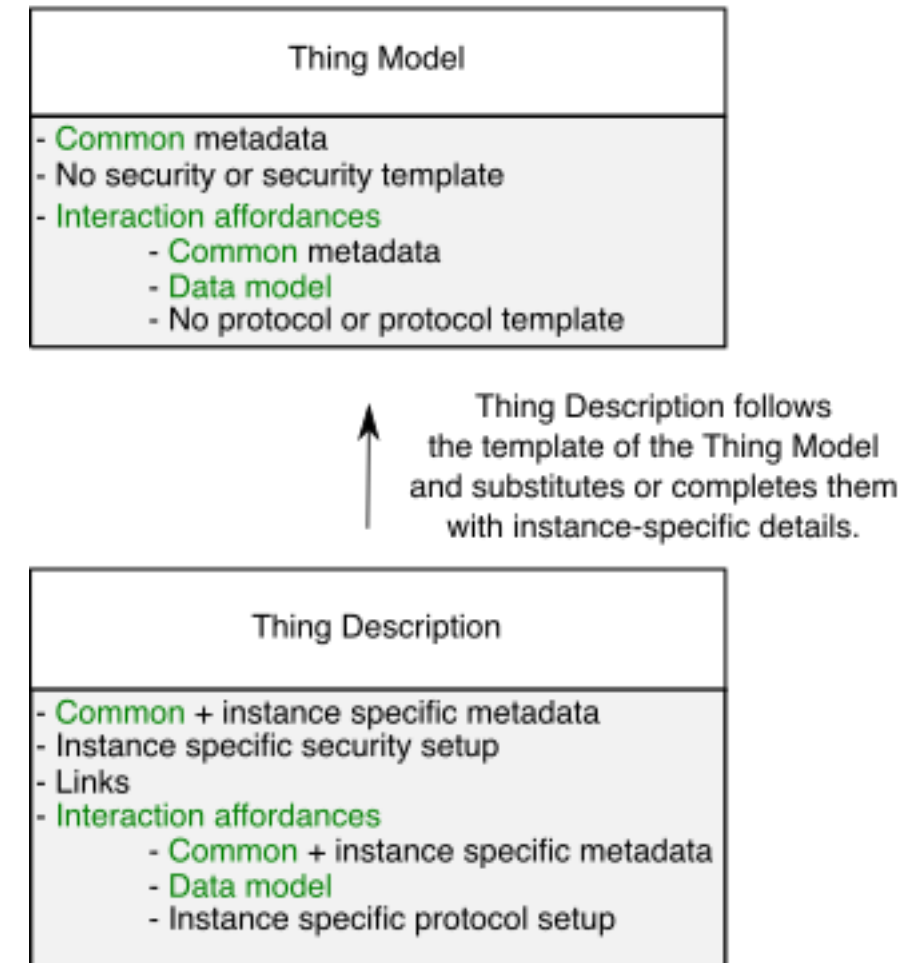 Thing Model
- Common metadata
- No security or security template
- Interaction affordances
- Common metadata
- Data model
- No protocol or protocol template
Thing Description follows
the template of the Thing Model
and substitutes or completes them
with instance-specific details.
Thing Description
- Common + instance specific metadata
- Instance specific security setup
- Links
- Interaction affordances
- Common + instance specific metadata
- Data model
- Instance specific protocol setup